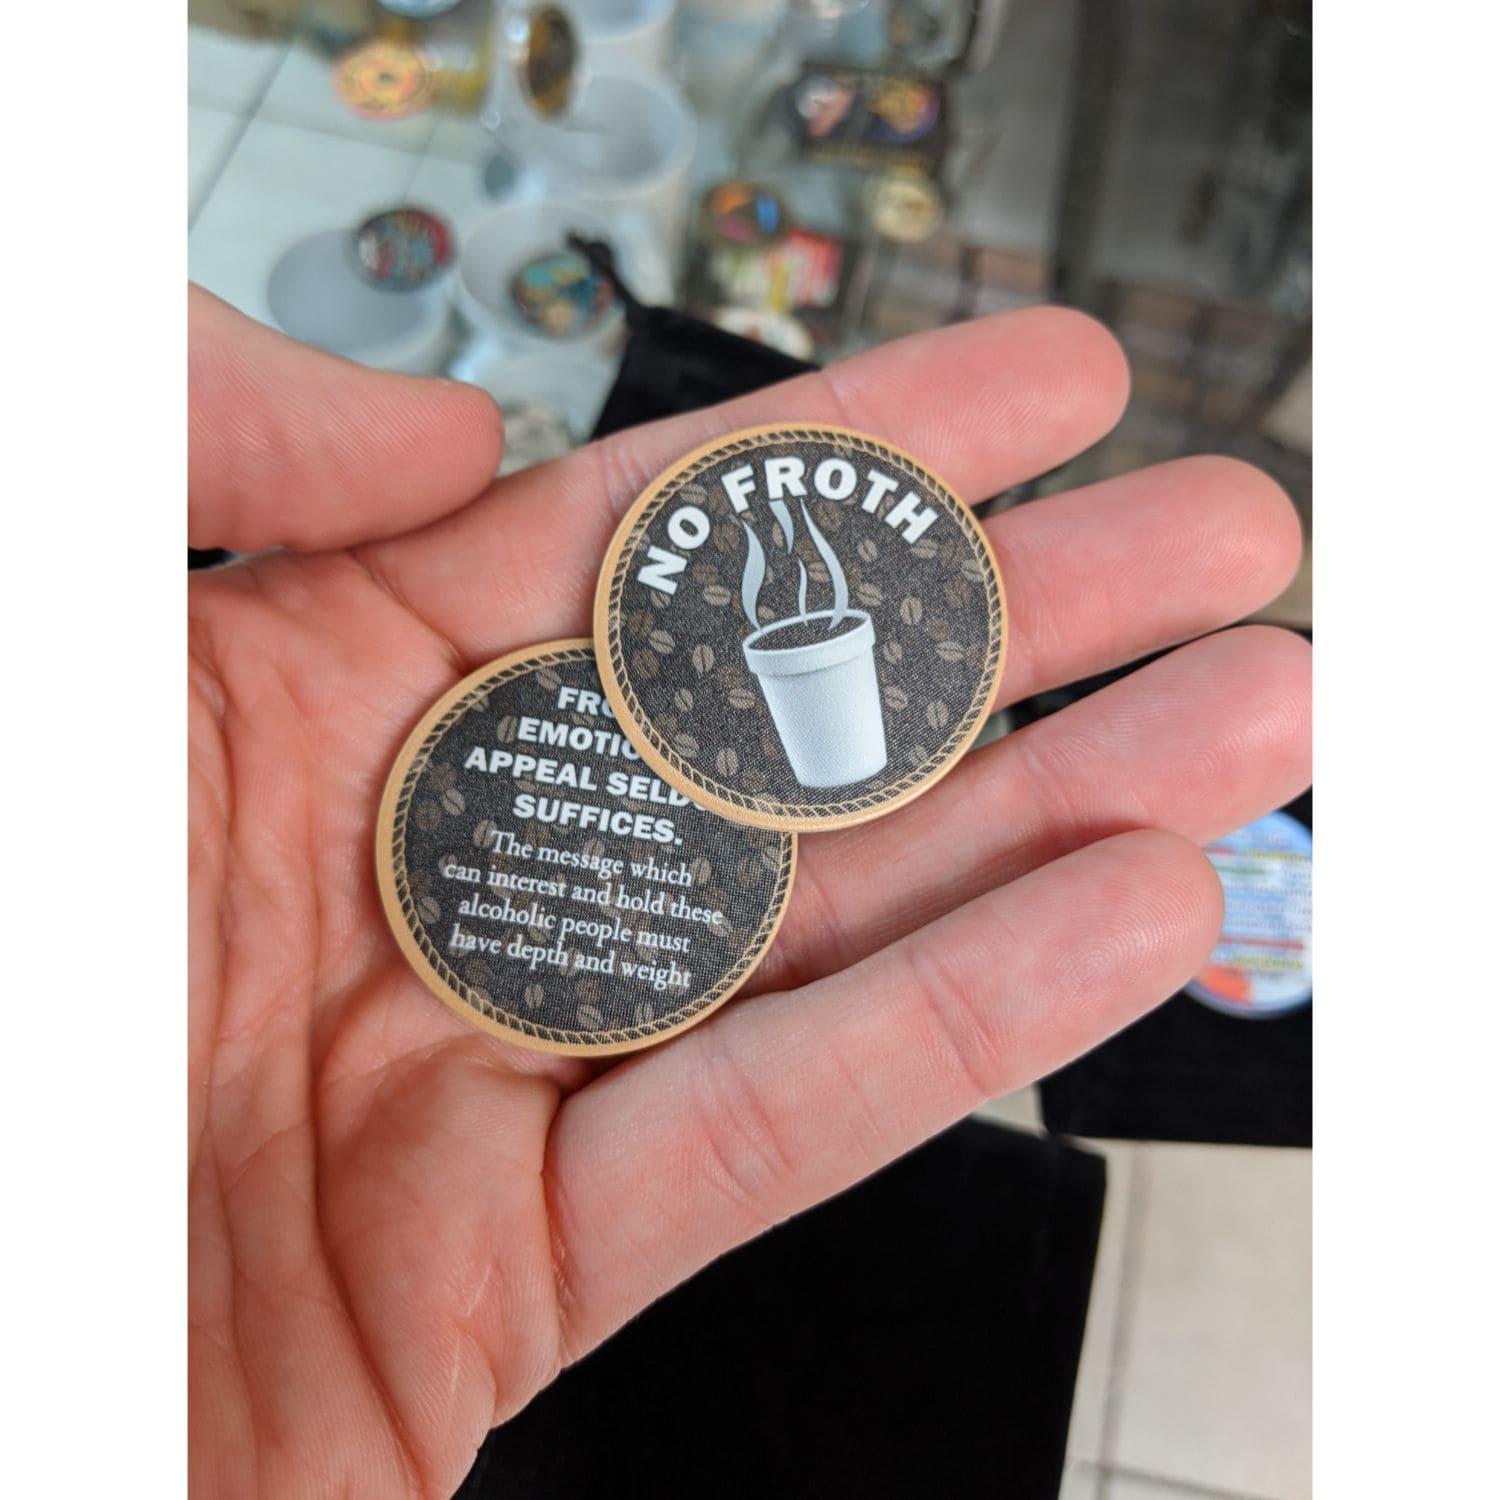 NO FROTH
APPEAL
SUFFICES.
The message which
can interest and hold these
alcoholic people must
have depth and weight